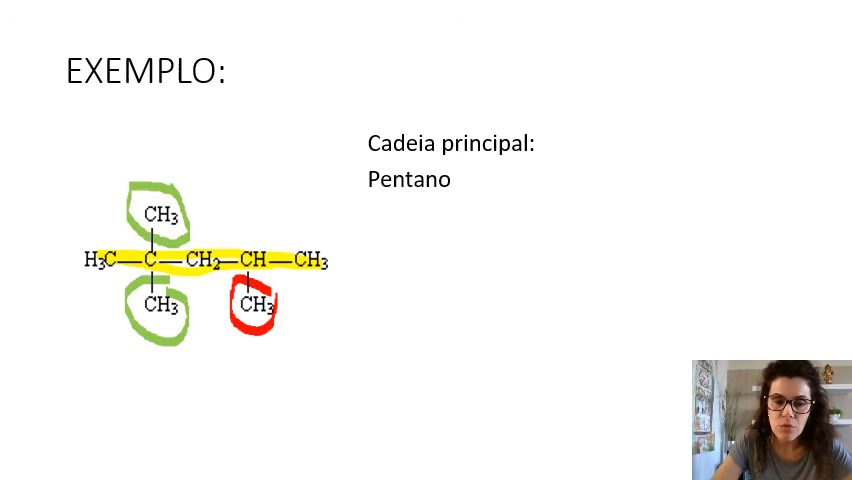 EXEMPLO:
Cadeia principal:
Pentano
CH₃
H₃C—C—CH₂—CH—CH₃
CH₃ CH₃